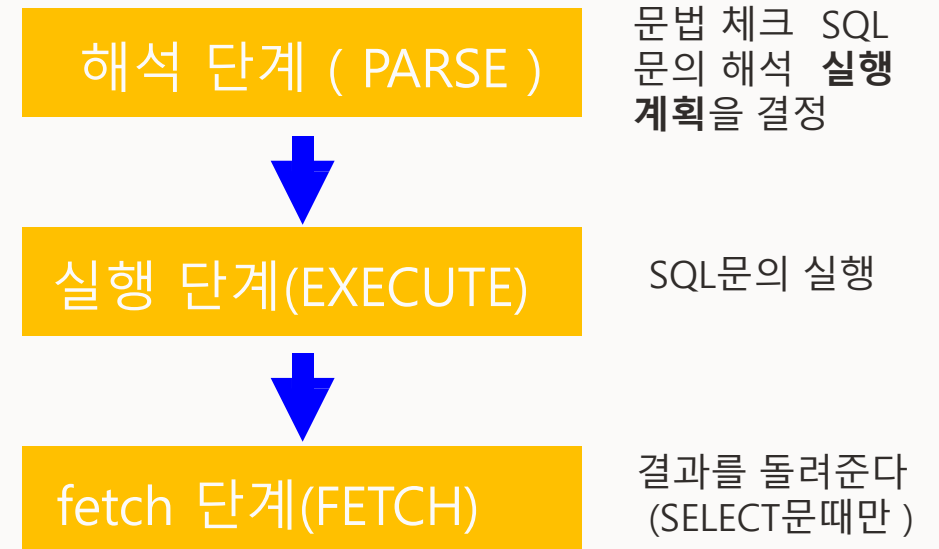 해석 단계 ( PARSE )
문법 체크 SQL
문의 해석 실행
계획을 결정
실행 단계(EXECUTE)
SQL문의 실행
fetch 단계(FETCH)
결과를 돌려준다
(SELECT문때만 )